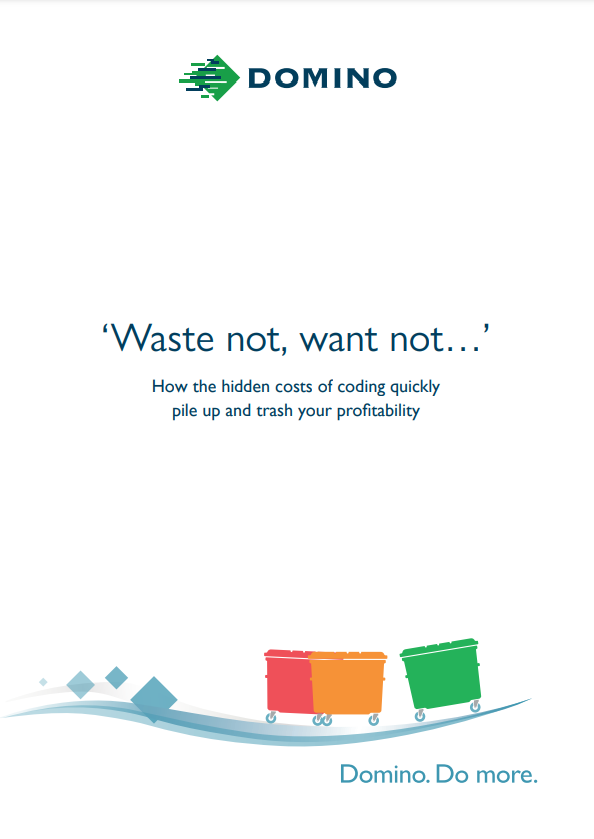 DOMINO
‘Waste not, want not…’
How the hidden costs of coding quickly
pile up and trash your profitability
Domino. Do more.